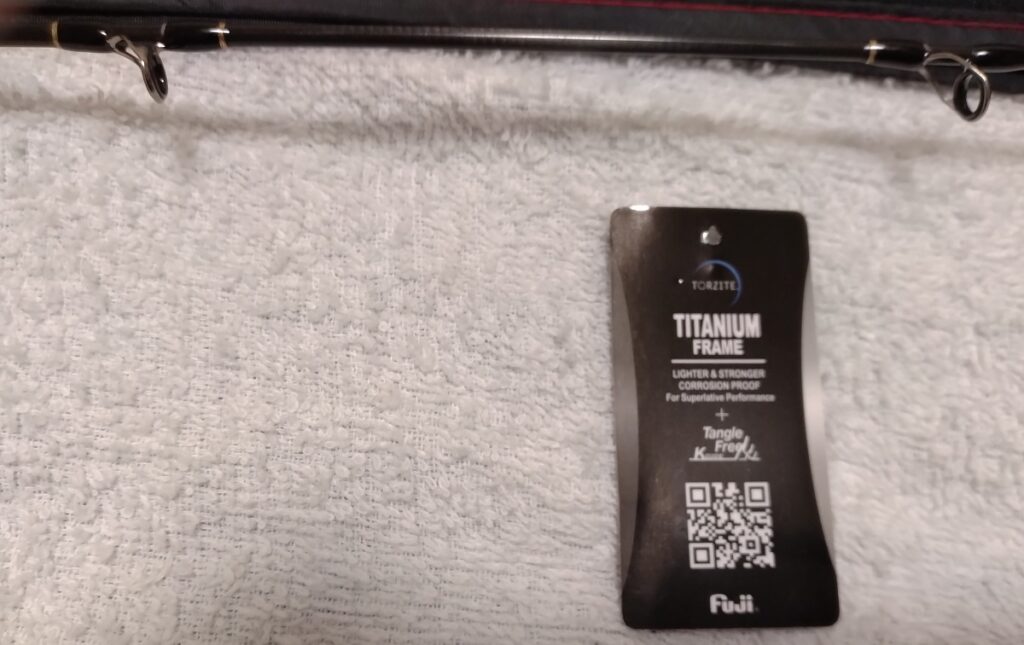 TORZITE
TITANIUM
FRAME
LIGHTER & STRONGER
CORROSION PROOF
For Superlative Performance
+
Tangle
Free
Fuji